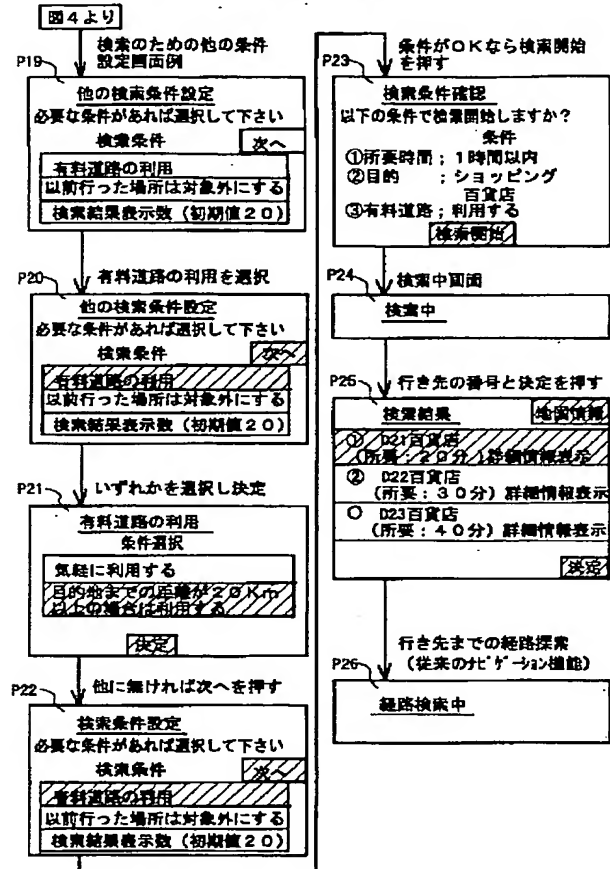 図4より
検索のための他の条件
設定画面例
P19
他の検索条件設定
必要な条件があれば選択して下さい
検索条件
次へ
有料道路の利用
以前行った場所は対象外にする
検索結果表示数(初期値20)
P20
有料道路の利用を選択
他の検索条件設定
必要な条件があれば選択して下さい
検索条件
次へ
有料道路の利用
以前行った場所は対象外にする
検索結果表示数(初期値20)
P21
いずれかを選択し決定
有料道路の利用
条件選択
気軽に利用する
目的地までの距離が20Km
以上の場合は利用する
決定
P22
他に無ければ次へを押す
検索条件設定
必要な条件があれば選択して下さい
検索条件
次へ
有料道路の利用
以前行った場所は対象外にする
検索結果表示数(初期値20)
条件がOKなら検索開始
を押す
P23
検索条件確認
以下の条件で検索開始しますか?
条件
①所要時間;1時間以内
②目的 ;ショッピング
百貨店
③有料道路;利用する
検索開始
P24
検索中画面
検索中
P25
行き先の番号と決定を押す
検索結果
地図情報
① D21百貨店
(所要:20分)詳細情報表示
② D22百貨店
(所要:30分)詳細情報表示
○ D23百貨店
(所要:40分)詳細情報表示
決定
行き先までの経路探索
P26
(従来のナビゲーション機能)
経路検索中